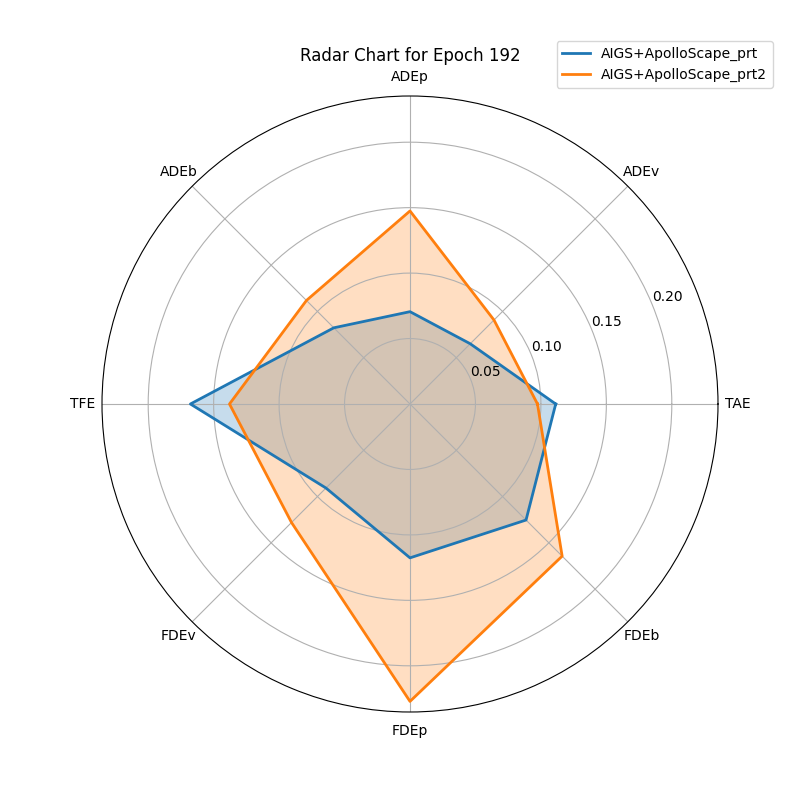 Radar Chart for Epoch 192
AIGS+ApolloScape_prt
AIGS+ApolloScape_prt2
ADEp
ADEb
ADEv
0.20
0.15
0.10
0.05
TFE
TAE
FDEv
FDEb
FDEp